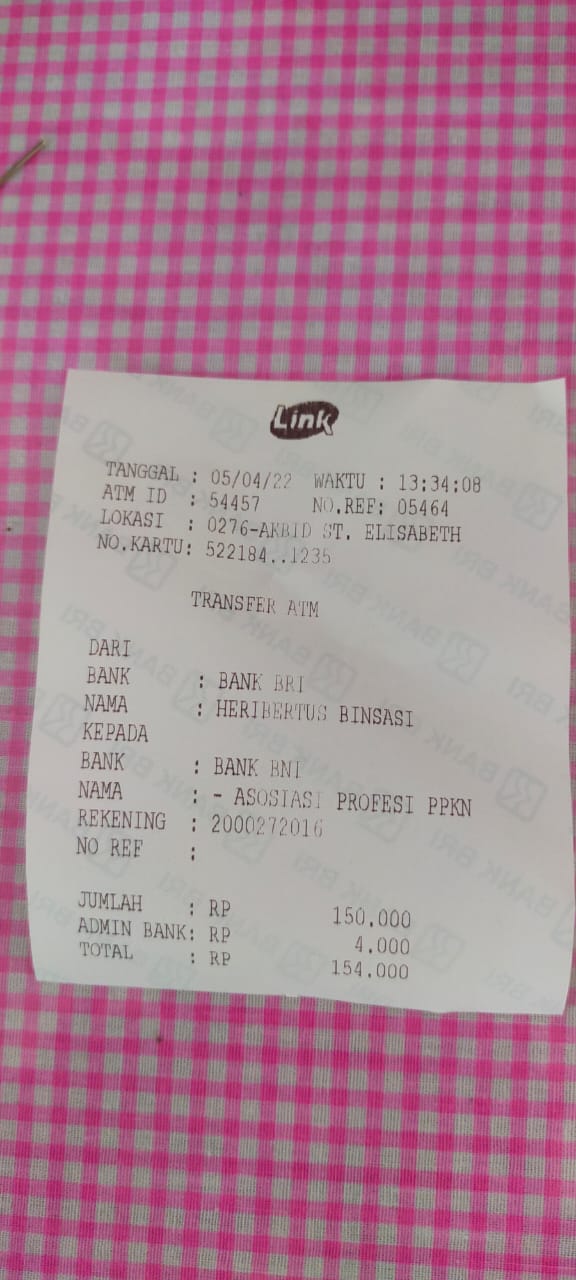 Link
TANGGAL : 05/04/22 WAKTU : 13:34:08
ATM ID : 54457 NO.REF: 05464
LOKASI : 0276-AKBID ST. ELISABETH
NO.KARTU: 522184..1235
TRANSFER ATM
DARI
BANK : BANK BRI
NAMA : HERIBERTUS BINSASI
KEPADA
BANK : BANK BNI
NAMA : - ASOSIASI PROFESI PPKN
REKENING : 2000272016
NO REF :
JUMLAH : RP 150.000
ADMIN BANK: RP 4.000
TOTAL : RP 154.000
BANK BRI